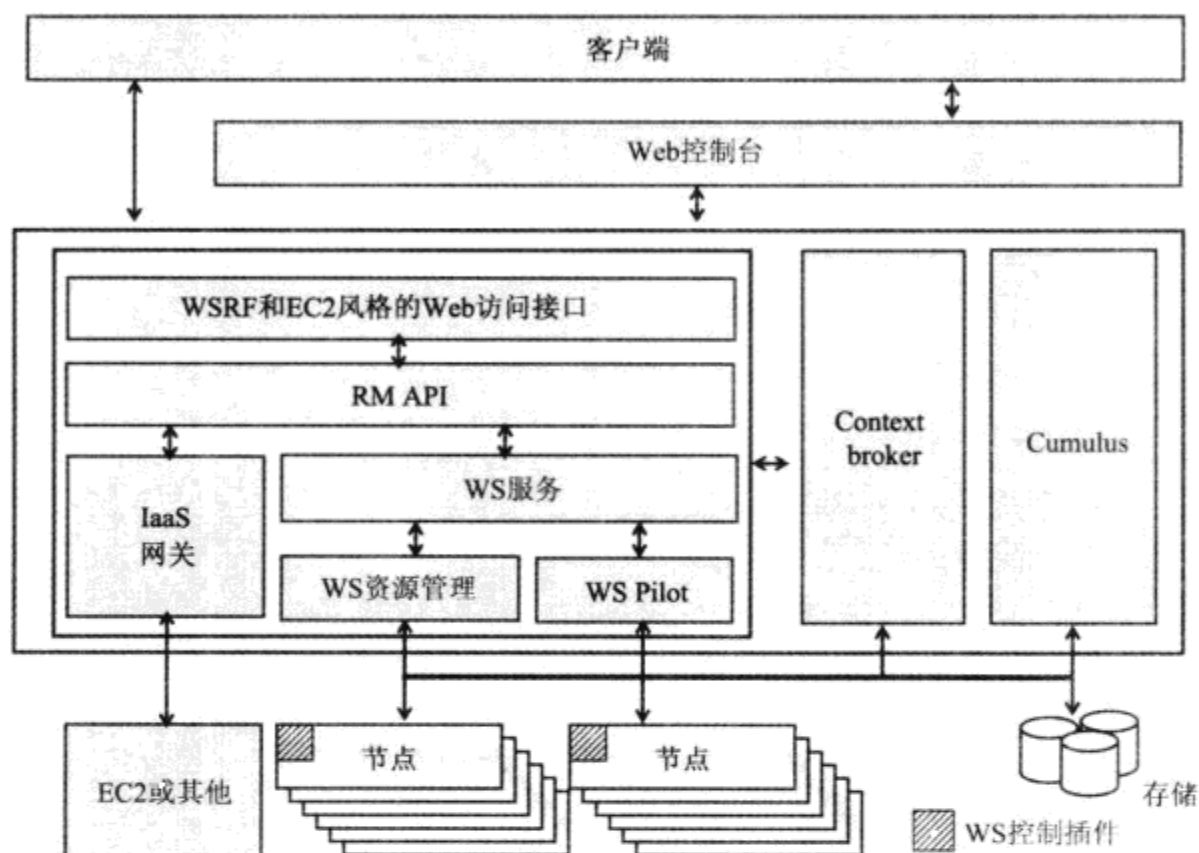 客户端
Web控制台
WSRF和EC2风格的Web访问接口
RM API
IaaS
网关
WS服务
WS资源管理
WS Pilot
Context
broker
Cumulus
EC2或其他
节点
节点
存储
WS控制插件